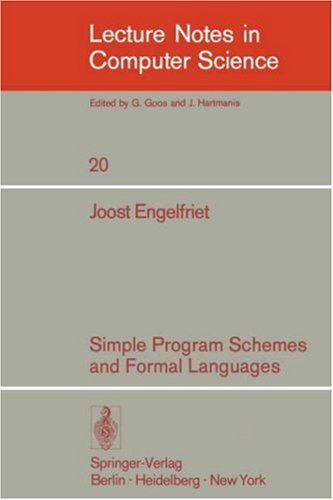 Lecture Notes in
Computer Science
Edited by G. Goos and J. Hartmanis
20
Joost Engelfriet
Simple Program Schemes
and Formal Languages
Springer-Verlag
Berlin · Heidelberg · New York